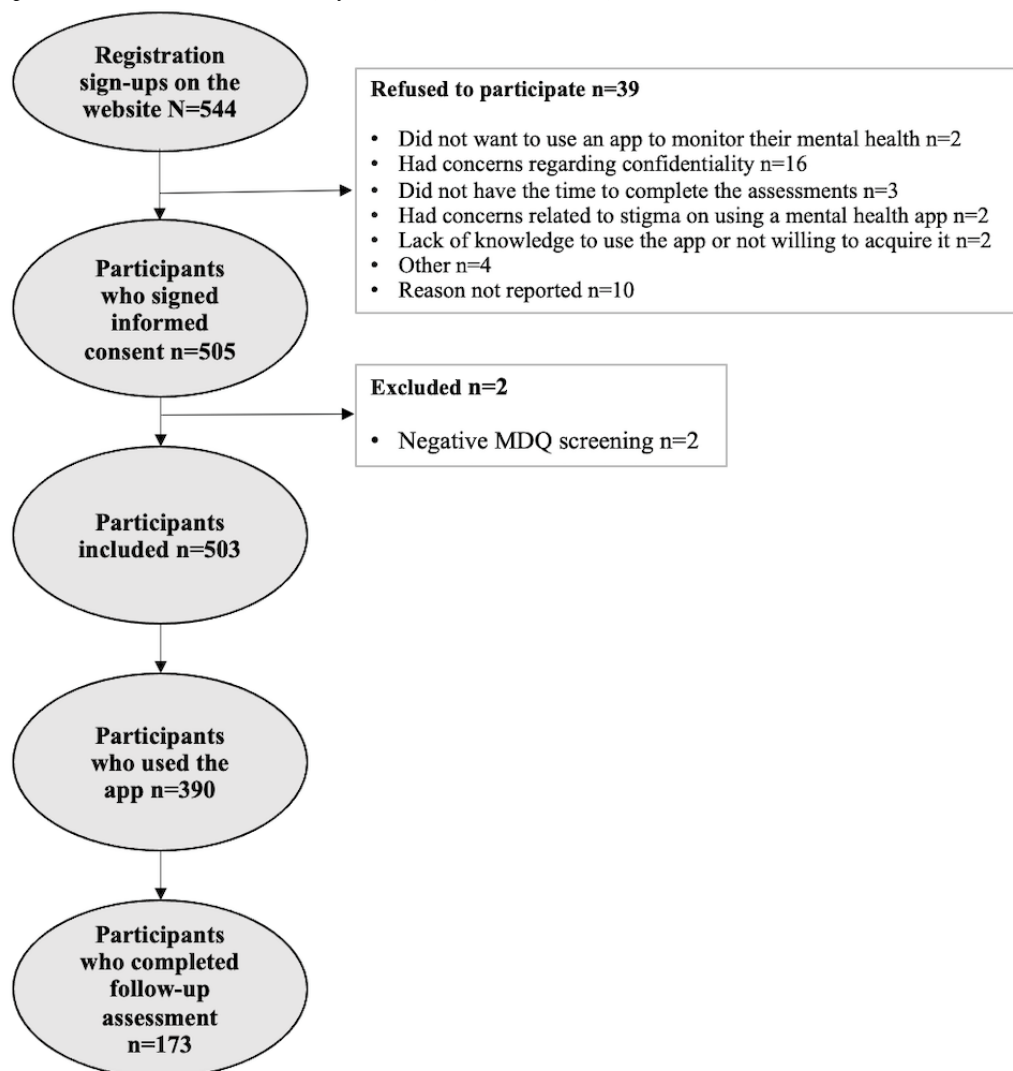 Registration
sign-ups on the
website N=544
Refused to participate n=39
• Did not want to use an app to monitor their mental health n=2
• Had concerns regarding confidentiality n=16
• Did not have the time to complete the assessments n=3
• Had concerns related to stigma on using a mental health app n=2
• Lack of knowledge to use the app or not willing to acquire it n=2
• Other n=4
• Reason not reported n=10
Participants
who signed
informed
consent n=505
Excluded n=2
• Negative MDQ screening n=2
Participants
included n=503
Participants
who used the
app n=390
Participants
who completed
follow-up
assessment
n=173